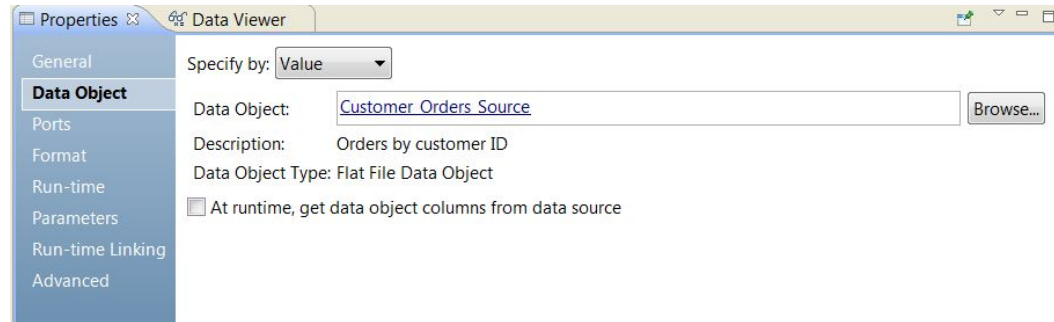 Properties Data Viewer
General
Data Object
Ports
Format
Run-time
Parameters
Run-time Linking
Advanced
Specify by: Value
Data Object: Customer_Orders_Source Browse...
Description: Orders by customer ID
Data Object Type: Flat File Data Object
At runtime, get data object columns from data source